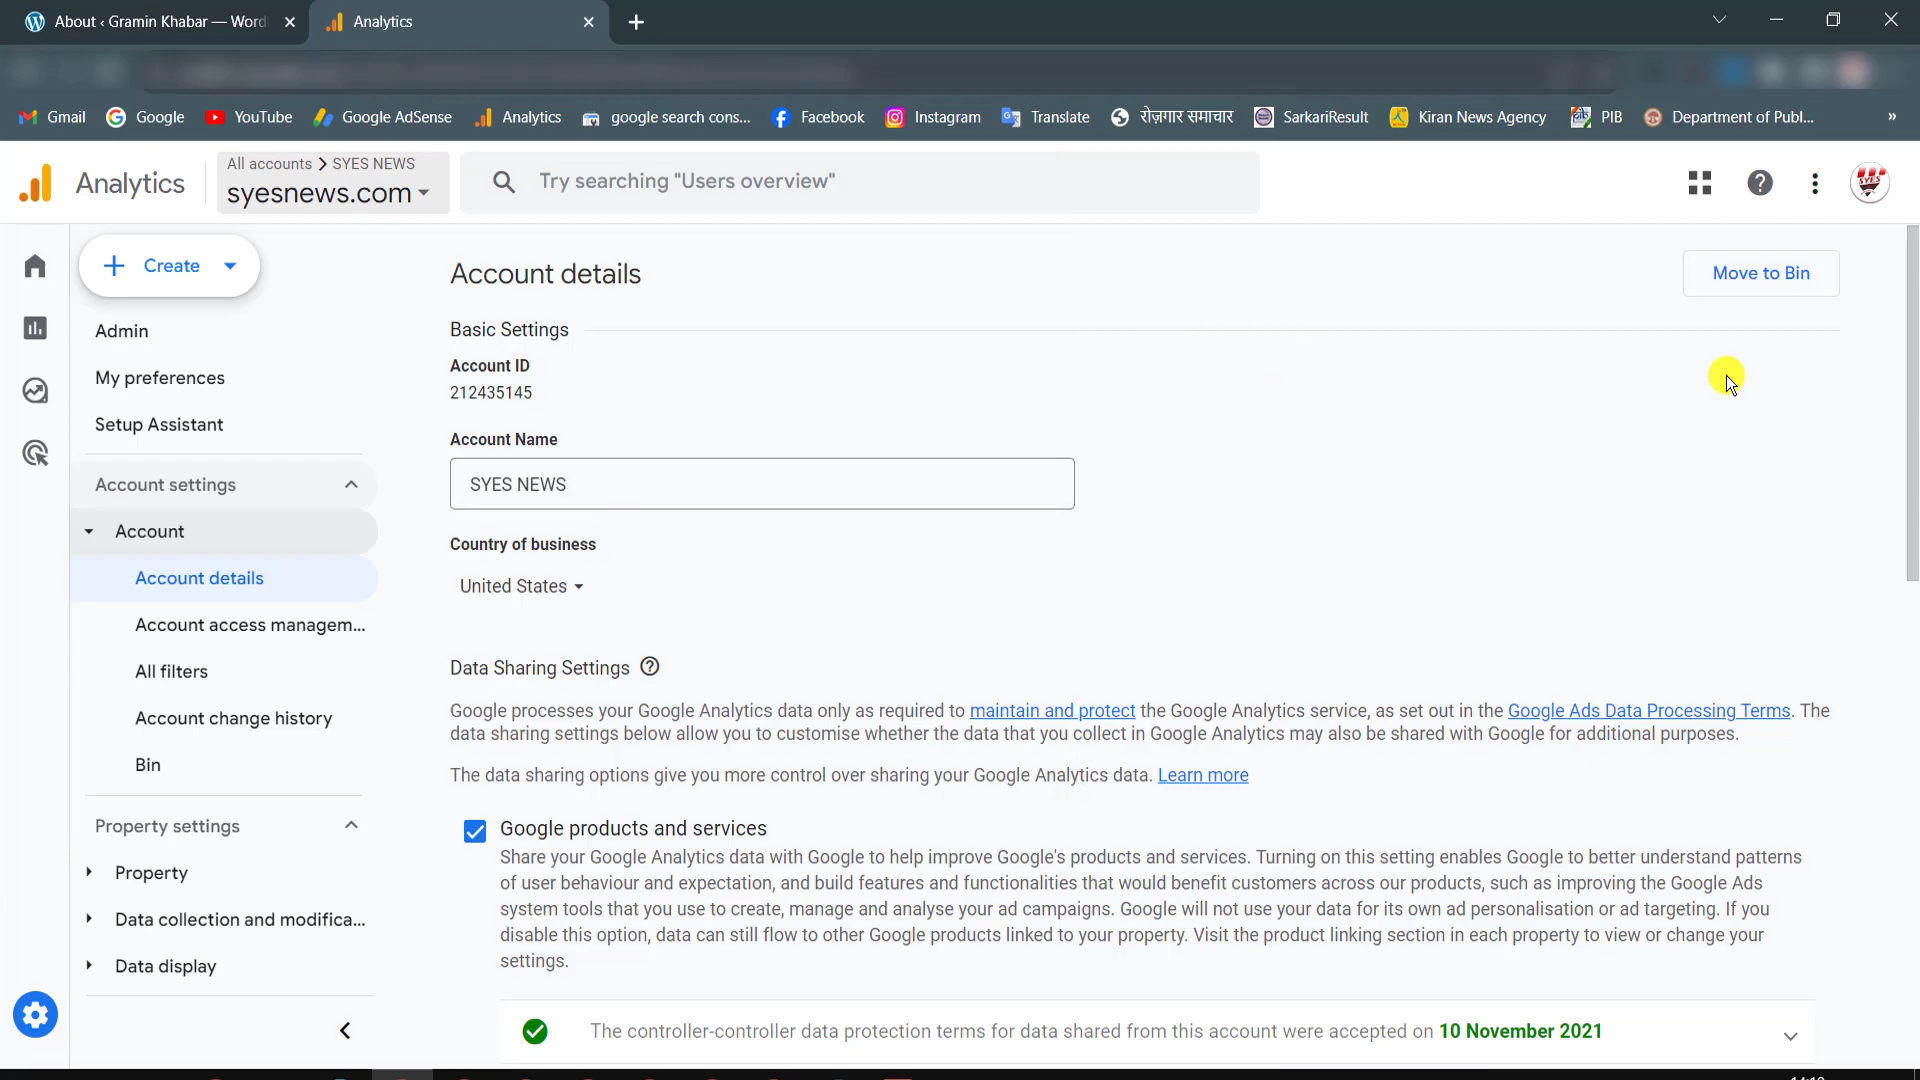 About ‹ Gramin Khabar — Word
Analytics
Gmail
Google
YouTube
Google AdSense
Analytics
google search cons...
Facebook
Instagram
Translate
रोज़गार समाचार
SarkariResult
Kiran News Agency
PIB
Department of Publ...
»
Analytics
All accounts > SYES NEWS
syesnews.com
Try searching "Users overview"
Create
Account details
Move to Bin
Admin
Basic Settings
My preferences
Account ID
212435145
Setup Assistant
Account Name
SYES NEWS
Account settings
Account
Country of business
United States
Account details
Account access managem...
All filters
Account change history
Bin
Data Sharing Settings
Google processes your Google Analytics data only as required to maintain and protect the Google Analytics service, as set out in the Google Ads Data Processing Terms. The
data sharing settings below allow you to customise whether the data that you collect in Google Analytics may also be shared with Google for additional purposes.
The data sharing options give you more control over sharing your Google Analytics data. Learn more
Property settings
Property
Data collection and modifica...
Data display
Google products and services
Share your Google Analytics data with Google to help improve Google's products and services. Turning on this setting enables Google to better understand patterns
of user behaviour and expectation, and build features and functionalities that would benefit customers across our products, such as improving the Google Ads
system tools that you use to create, manage and analyse your ad campaigns. Google will not use your data for its own ad personalisation or ad targeting. If you
disable this option, data can still flow to other Google products linked to your property. Visit the product linking section in each property to view or change your
settings.
The controller-controller data protection terms for data shared from this account were accepted on 10 November 2021